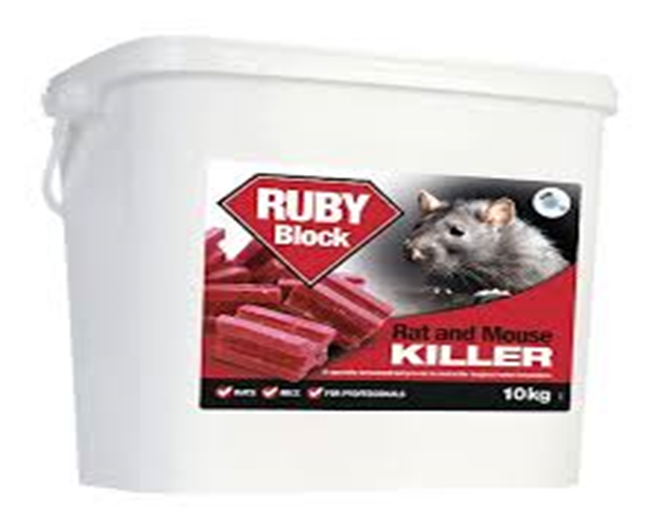 RUBY
Block
Rat and Mouse
KILLER
RATS MICE FOR PROFESSIONALS
10kg